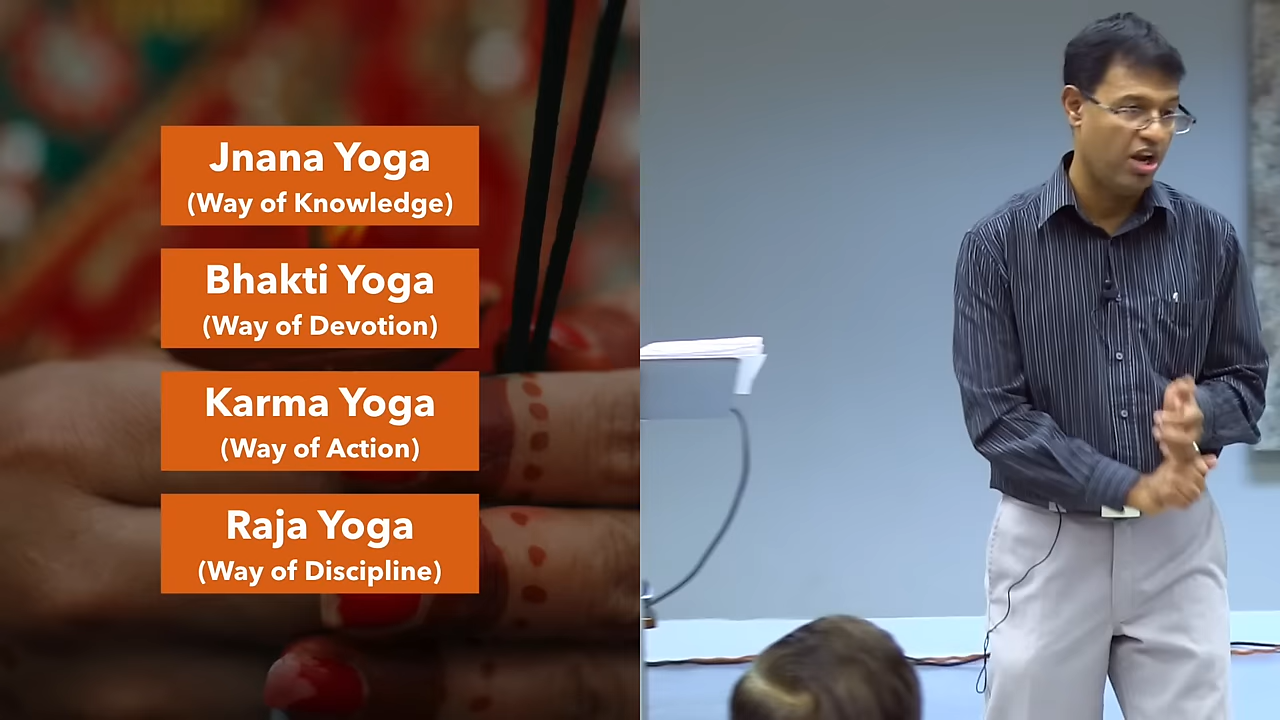 Jnana Yoga
(Way of Knowledge)
Bhakti Yoga
(Way of Devotion)
Karma Yoga
(Way of Action)
Raja Yoga
(Way of Discipline)